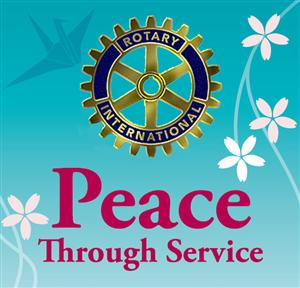 ROTARY
INTERNATIONAL
Peace
Through Service